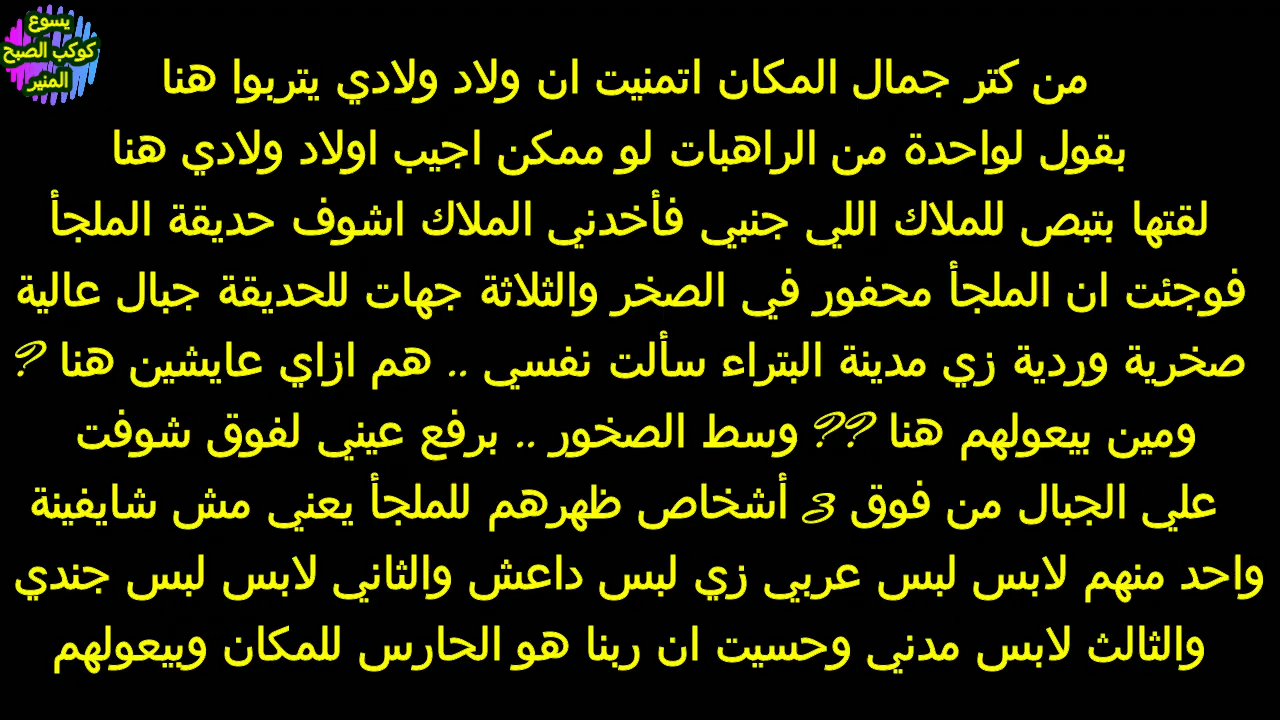 يسوع
كوكب الصبح
المنير
من كتر جمال المكان اتمنيت ان ولاد ولادي يتربوا هنا
بقول لواحدة من الراهبات لو ممكن اجيب اولاد ولادي هنا
لقتها بتبص للملاك اللي جنبي فأخدني الملاك اشوف حديقة الملجأ
فوجئت ان الملجأ محفور في الصخر والثلاثة جهات للحديقة جبال عالية
صخرية وردية زي مدينة البتراء سألت نفسي .. هم ازاي عايشين هنا ?
ومين بيعولهم هنا ?? وسط الصخور .. برفع عيني لفوق شوفت
علي الجبال من فوق 3 أشخاص ظهرهم للملجأ يعني مش شايفينة
واحد منهم لابس لبس عربي زي لبس داعش والثاني لابس لبس جندي
والثالث لابس مدني وحسيت ان ربنا هو الحارس للمكان وبيعولهم